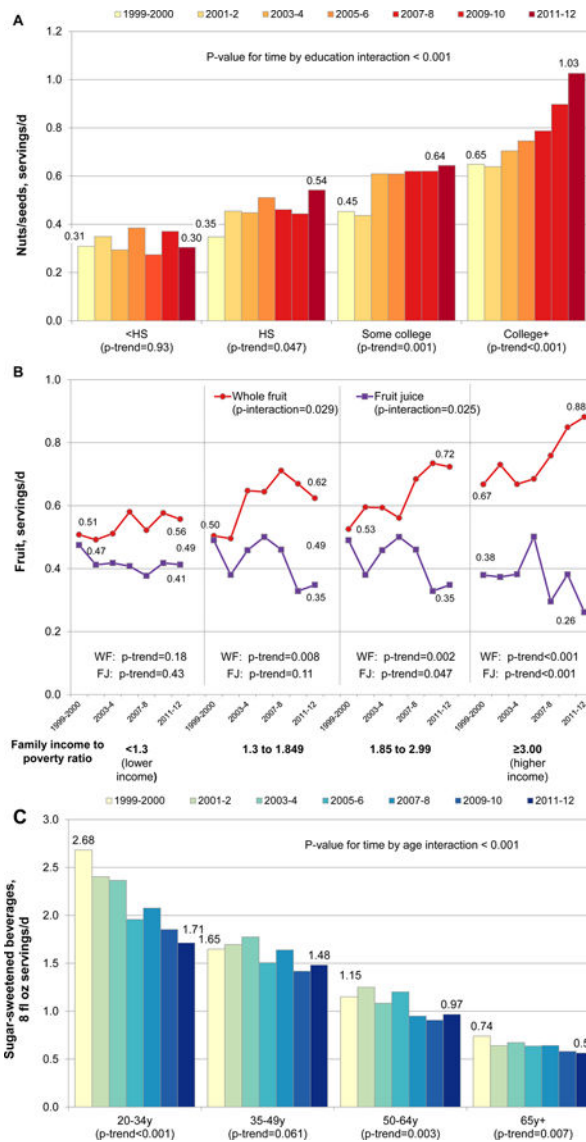 A
1999-2000 2001-2 2003-4 2005-6 2007-8 2009-10 2011-12
P-value for time by education interaction < 0.001
Nuts/seeds, servings/d
1.2
1.0
0.8
0.6
0.4
0.2
0.0
0.31 0.30
0.35 0.54
0.45 0.64
0.65 1.03
<HS HS Some college College+
(p-trend=0.93) (p-trend=0.047) (p-trend=0.001) (p-trend<0.001)
B
Whole fruit Fruit juice
(p-interaction=0.029) (p-interaction=0.025)
Fruit, servings/d
1.0
0.8
0.6
0.4
0.2
0.0
0.51 0.47 0.56 0.49 0.41
0.50 0.62 0.49 0.35
0.53 0.72 0.35
0.67 0.88 0.38 0.26
WF: p-trend=0.18 WF: p-trend=0.008 WF: p-trend=0.002 WF: p-trend<0.001
FJ: p-trend=0.43 FJ: p-trend=0.11 FJ: p-trend=0.047 FJ: p-trend<0.001
1999-2000 2003-4 2007-8 2011-12 1999-2000 2003-4 2007-8 2011-12 1999-2000 2003-4 2007-8 2011-12 1999-2000 2003-4 2007-8 2011-12
Family income to
poverty ratio
<1.3 1.3 to 1.849 1.85 to 2.99 ≥3.00
(lower (higher
income) income)
1999-2000 2001-2 2003-4 2005-6 2007-8 2009-10 2011-12
C
P-value for time by age interaction < 0.001
Sugar-sweetened beverages,
8 fl oz servings/d
3.0
2.5
2.0
1.5
1.0
0.5
0.0
2.68 1.71
1.65 1.48
1.15 0.97
0.74 0.5
20-34y 35-49y 50-64y 65y+
(p-trend<0.001) (p-trend=0.061) (p-trend=0.003) (p-trend=0.007)